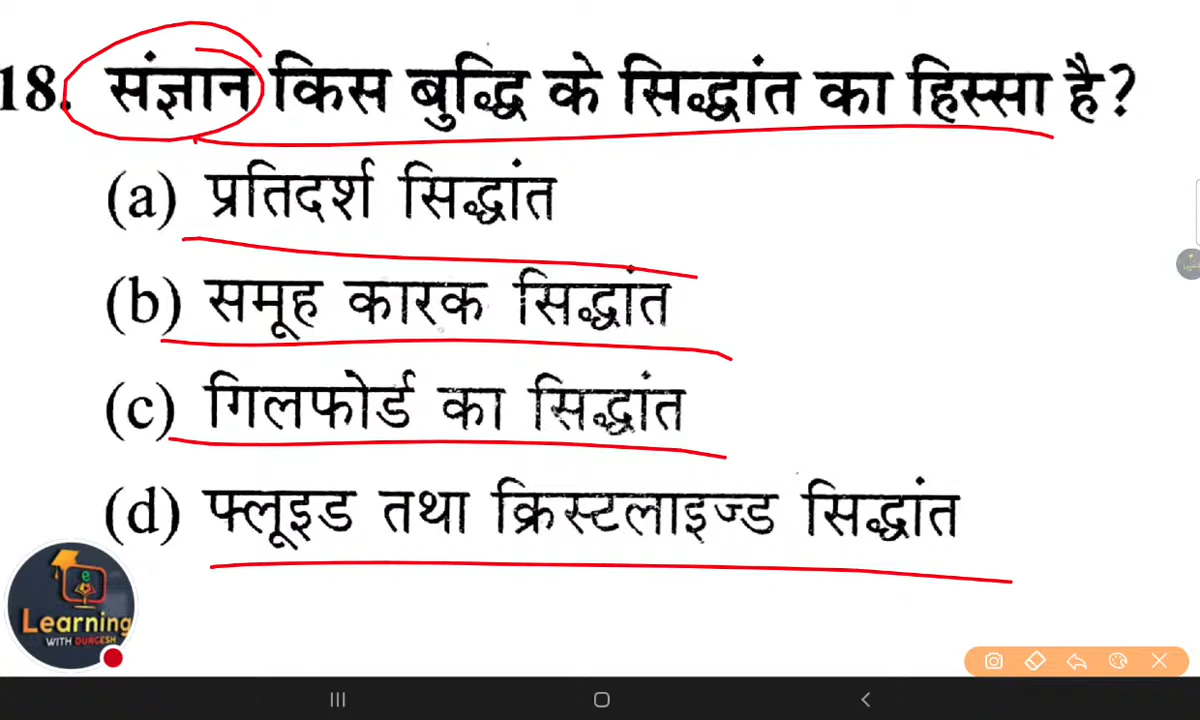 18. संज्ञान किस बुद्धि के सिद्धांत का हिस्सा है?
(a) प्रतिदर्श सिद्धांत
(b) समूह कारक सिद्धांत
(c) गिलफोर्ड का सिद्धांत
(d) फ्लूइड तथा क्रिस्टलाइज्ड सिद्धांत
e
Learning
WITH DURGESH